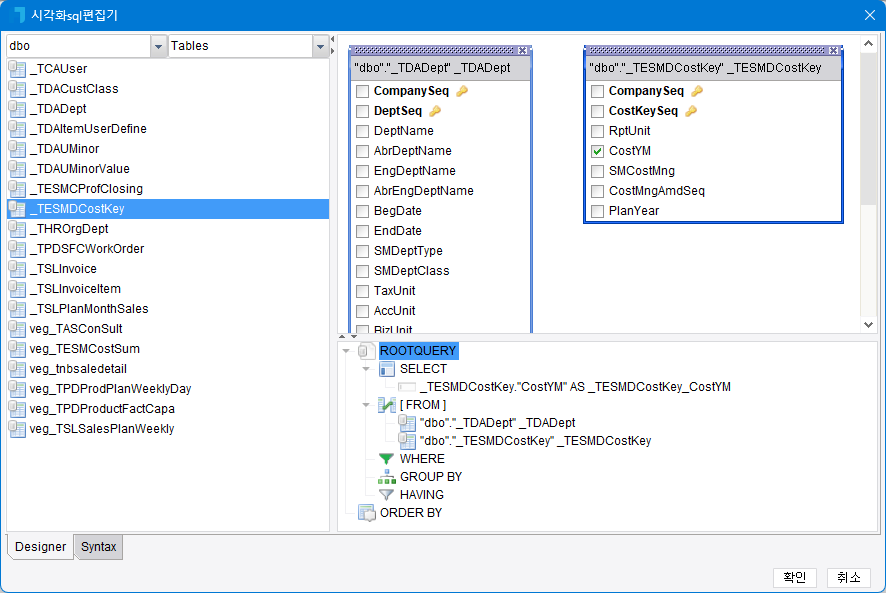 시각화sql편집기
dbo
Tables
_TCAUser
_TDACustClass
_TDADept
_TDAItemUserDefine
_TDAUMinor
_TDAUMinorValue
_TESMCProfClosing
_TESMDCostKey
_THROrgDept
_TPDSFCWorkOrder
_TSLInvoice
_TSLInvoiceItem
_TSLPlanMonthSales
veg_TASConSult
veg_TESMCostSum
veg_tnbsaledetail
veg_TPDProdPlanWeeklyDay
veg_TPDProductFactCapa
veg_TSLSalesPlanWeekly
"dbo"."_TDADept" _TDADept
CompanySeq
DeptSeq
DeptName
AbrDeptName
EngDeptName
AbrEngDeptName
BegDate
EndDate
SMDeptType
SMDeptClass
TaxUnit
AccUnit
BizUnit
"dbo"."_TESMDCostKey" _TESMDCostKey
CompanySeq
CostKeySeq
RptUnit
CostYM
SMCostMng
CostMngAmdSeq
PlanYear
ROOTQUERY
SELECT
_TESMDCostKey."CostYM" AS _TESMDCostKey_CostYM
[ FROM ]
"dbo"."_TDADept" _TDADept
"dbo"."_TESMDCostKey" _TESMDCostKey
WHERE
GROUP BY
HAVING
ORDER BY
Designer
Syntax
확인
취소